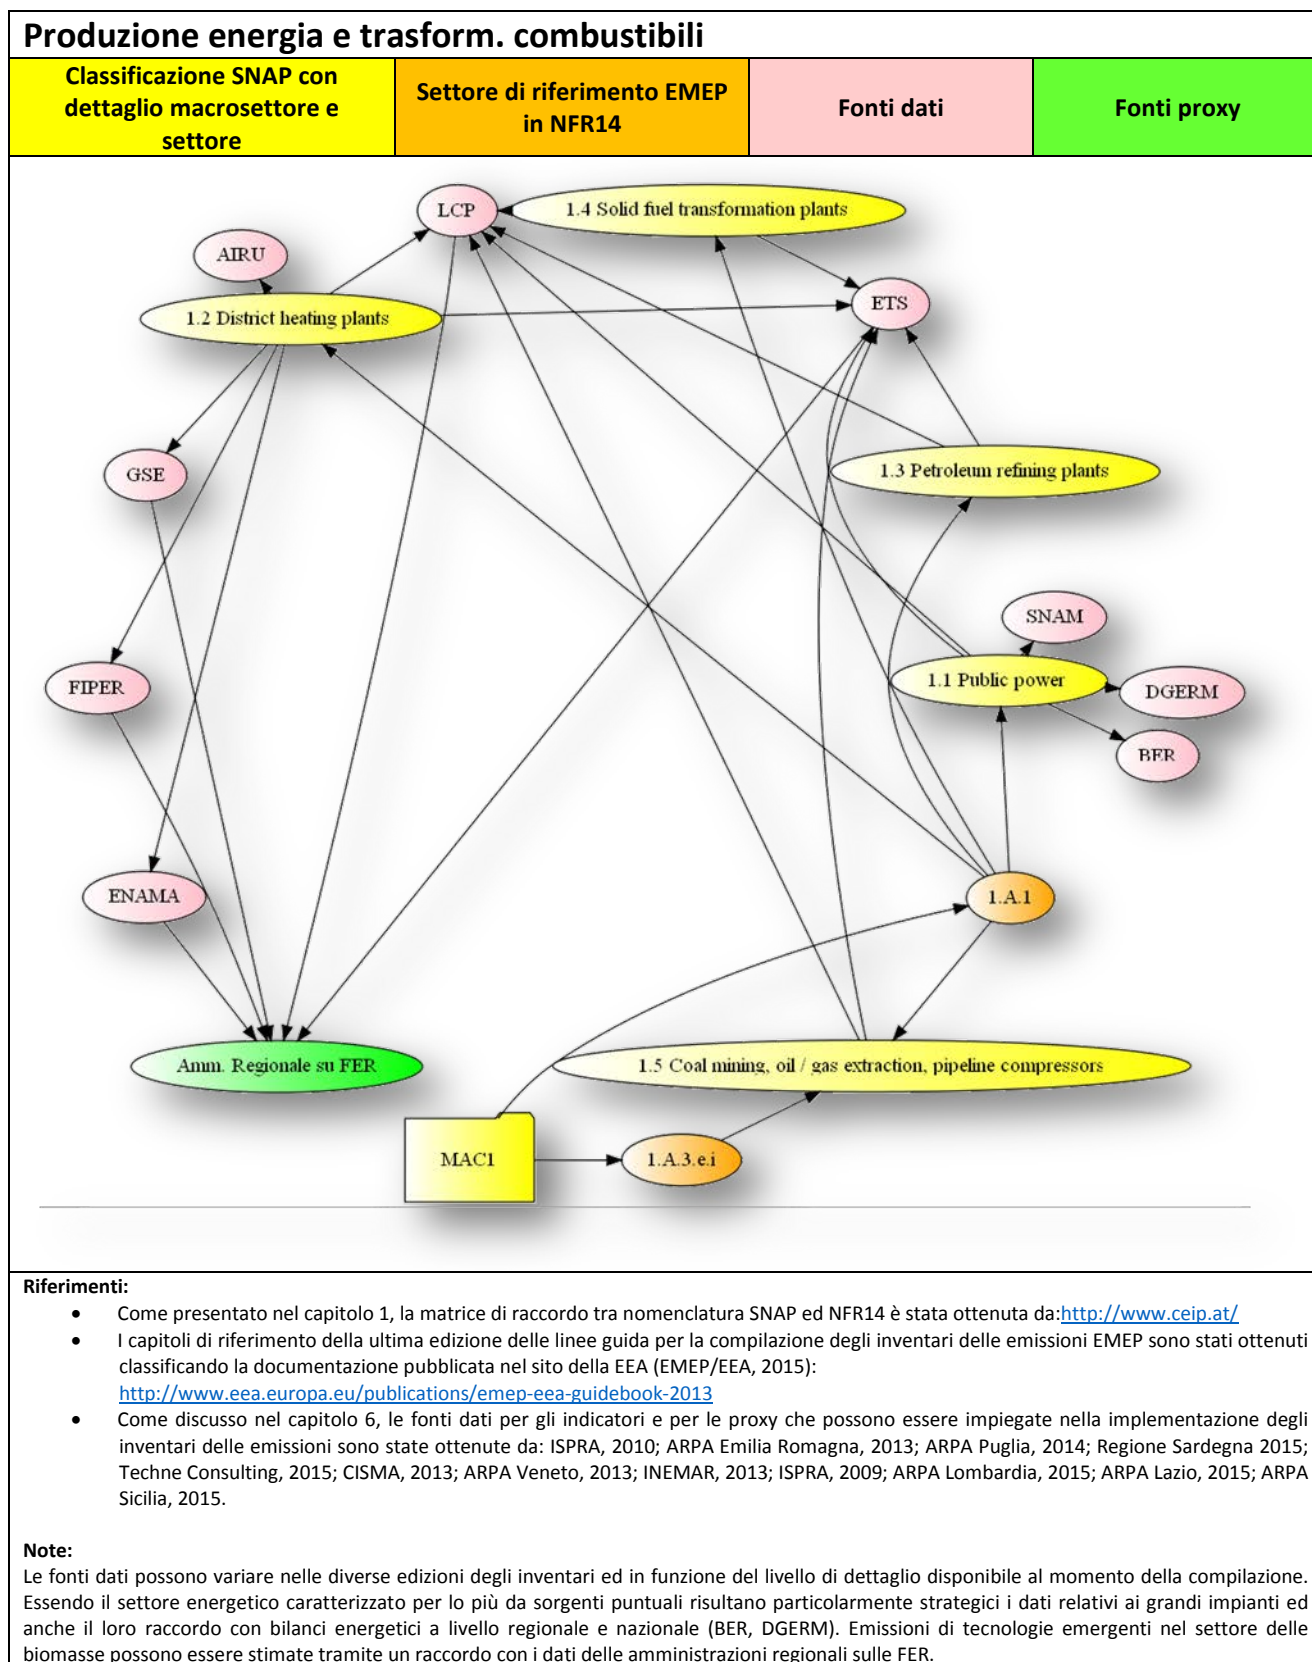 Produzione energia e trasform. combustibili
Classificazione SNAP con
dettaglio macrosettore e
settore
Settore di riferimento EMEP
in NFR14
Fonti dati
Fonti proxy
LCP
1.4 Solid fuel transformation plants
AIRU
ETS
1.2 District heating plants
GSE
1.3 Petroleum refining plants
SNAM
FIPER
1.1 Public power
DGERM
BER
ENAMA
1.A.1
Amm. Regionale su FER
1.5 Coal mining, oil / gas extraction, pipeline compressors
MAC1
1.A.3.e.i
Riferimenti:
• Come presentato nel capitolo 1, la matrice di raccordo tra nomenclatura SNAP ed NFR14 è stata ottenuta da:http://www.ceip.at/
• I capitoli di riferimento della ultima edizione delle linee guida per la compilazione degli inventari delle emissioni EMEP sono stati ottenuti
classificando la documentazione pubblicata nel sito della EEA (EMEP/EEA, 2015):
http://www.eea.europa.eu/publications/emep-eea-guidebook-2013
• Come discusso nel capitolo 6, le fonti dati per gli indicatori e per le proxy che possono essere impiegate nella implementazione degli
inventari delle emissioni sono state ottenute da: ISPRA, 2010; ARPA Emilia Romagna, 2013; ARPA Puglia, 2014; Regione Sardegna 2015;
Techne Consulting, 2015; CISMA, 2013; ARPA Veneto, 2013; INEMAR, 2013; ISPRA, 2009; ARPA Lombardia, 2015; ARPA Lazio, 2015; ARPA
Sicilia, 2015.
Note:
Le fonti dati possono variare nelle diverse edizioni degli inventari ed in funzione del livello di dettaglio disponibile al momento della compilazione.
Essendo il settore energetico caratterizzato per lo più da sorgenti puntuali risultano particolarmente strategici i dati relativi ai grandi impianti ed
anche il loro raccordo con bilanci energetici a livello regionale e nazionale (BER, DGERM). Emissioni di tecnologie emergenti nel settore delle
biomasse possono essere stimate tramite un raccordo con i dati delle amministrazioni regionali sulle FER.